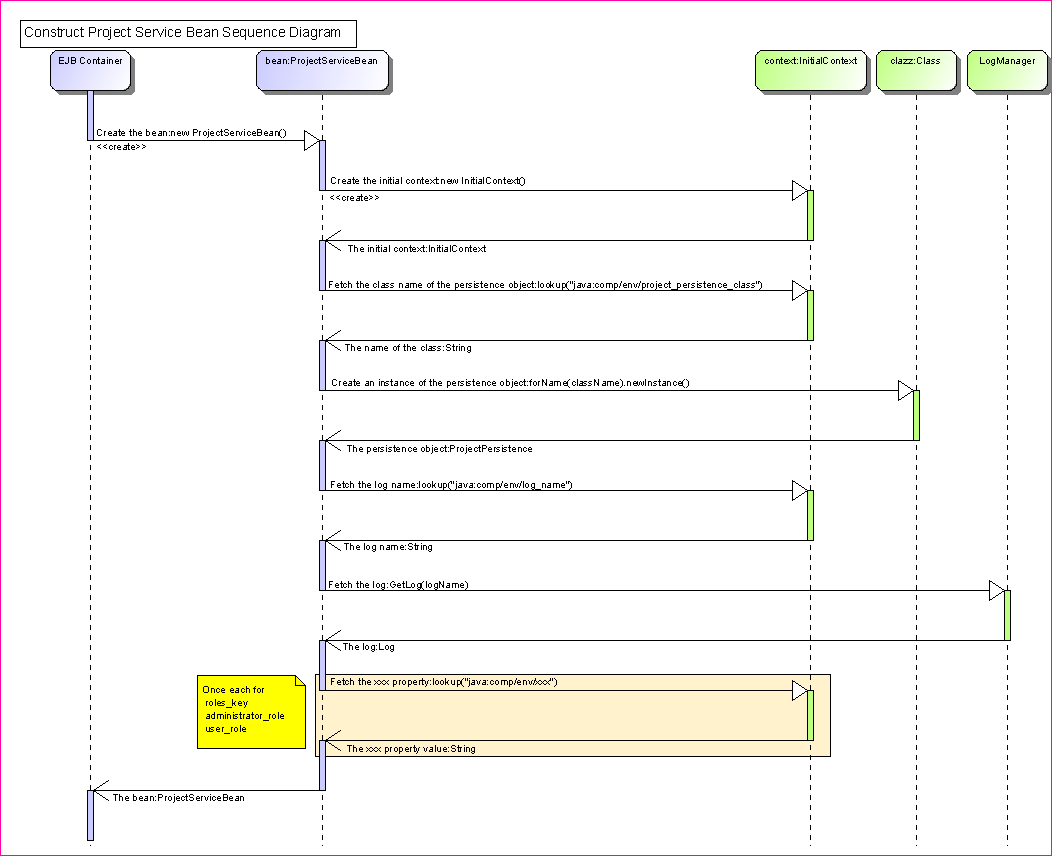 Construct Project Service Bean Sequence Diagram
EJB Container
bean:ProjectServiceBean
context:InitialContext
clazz:Class
LogManager
Create the bean:new ProjectServiceBean()
<<create>>
Create the initial context:new InitialContext()
<<create>>
The initial context:InitialContext
Fetch the class name of the persistence object:lookup("java:comp/env/project_persistence_class")
The name of the class:String
Create an instance of the persistence object:forName(className).newInstance()
The persistence object:ProjectPersistence
Fetch the log name:lookup("java:comp/env/log_name")
The log name:String
Fetch the log:GetLog(logName)
The log:Log
Fetch the xxx property:lookup("java:comp/env/xxx")
Once each for
roles_key
administrator_role
user_role
The xxx property value:String
The bean:ProjectServiceBean